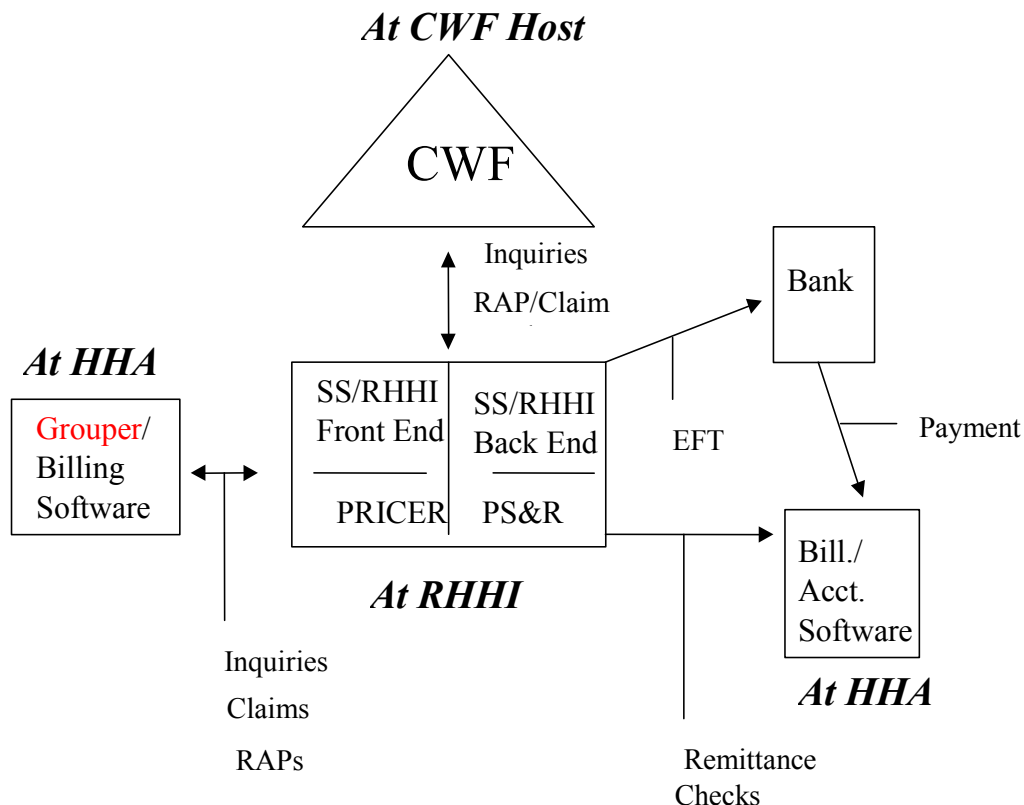 At CWF Host
CWF
Inquiries
RAP/Claim
Bank
At HHA
Grouper/
Billing
Software
SS/RHHI
Front End
SS/RHHI
Back End
PRICER
PS&R
EFT
Payment
At RHHI
Bill./
Acct.
Software
At HHA
Inquiries
Claims
RAPs
Remittance
Checks